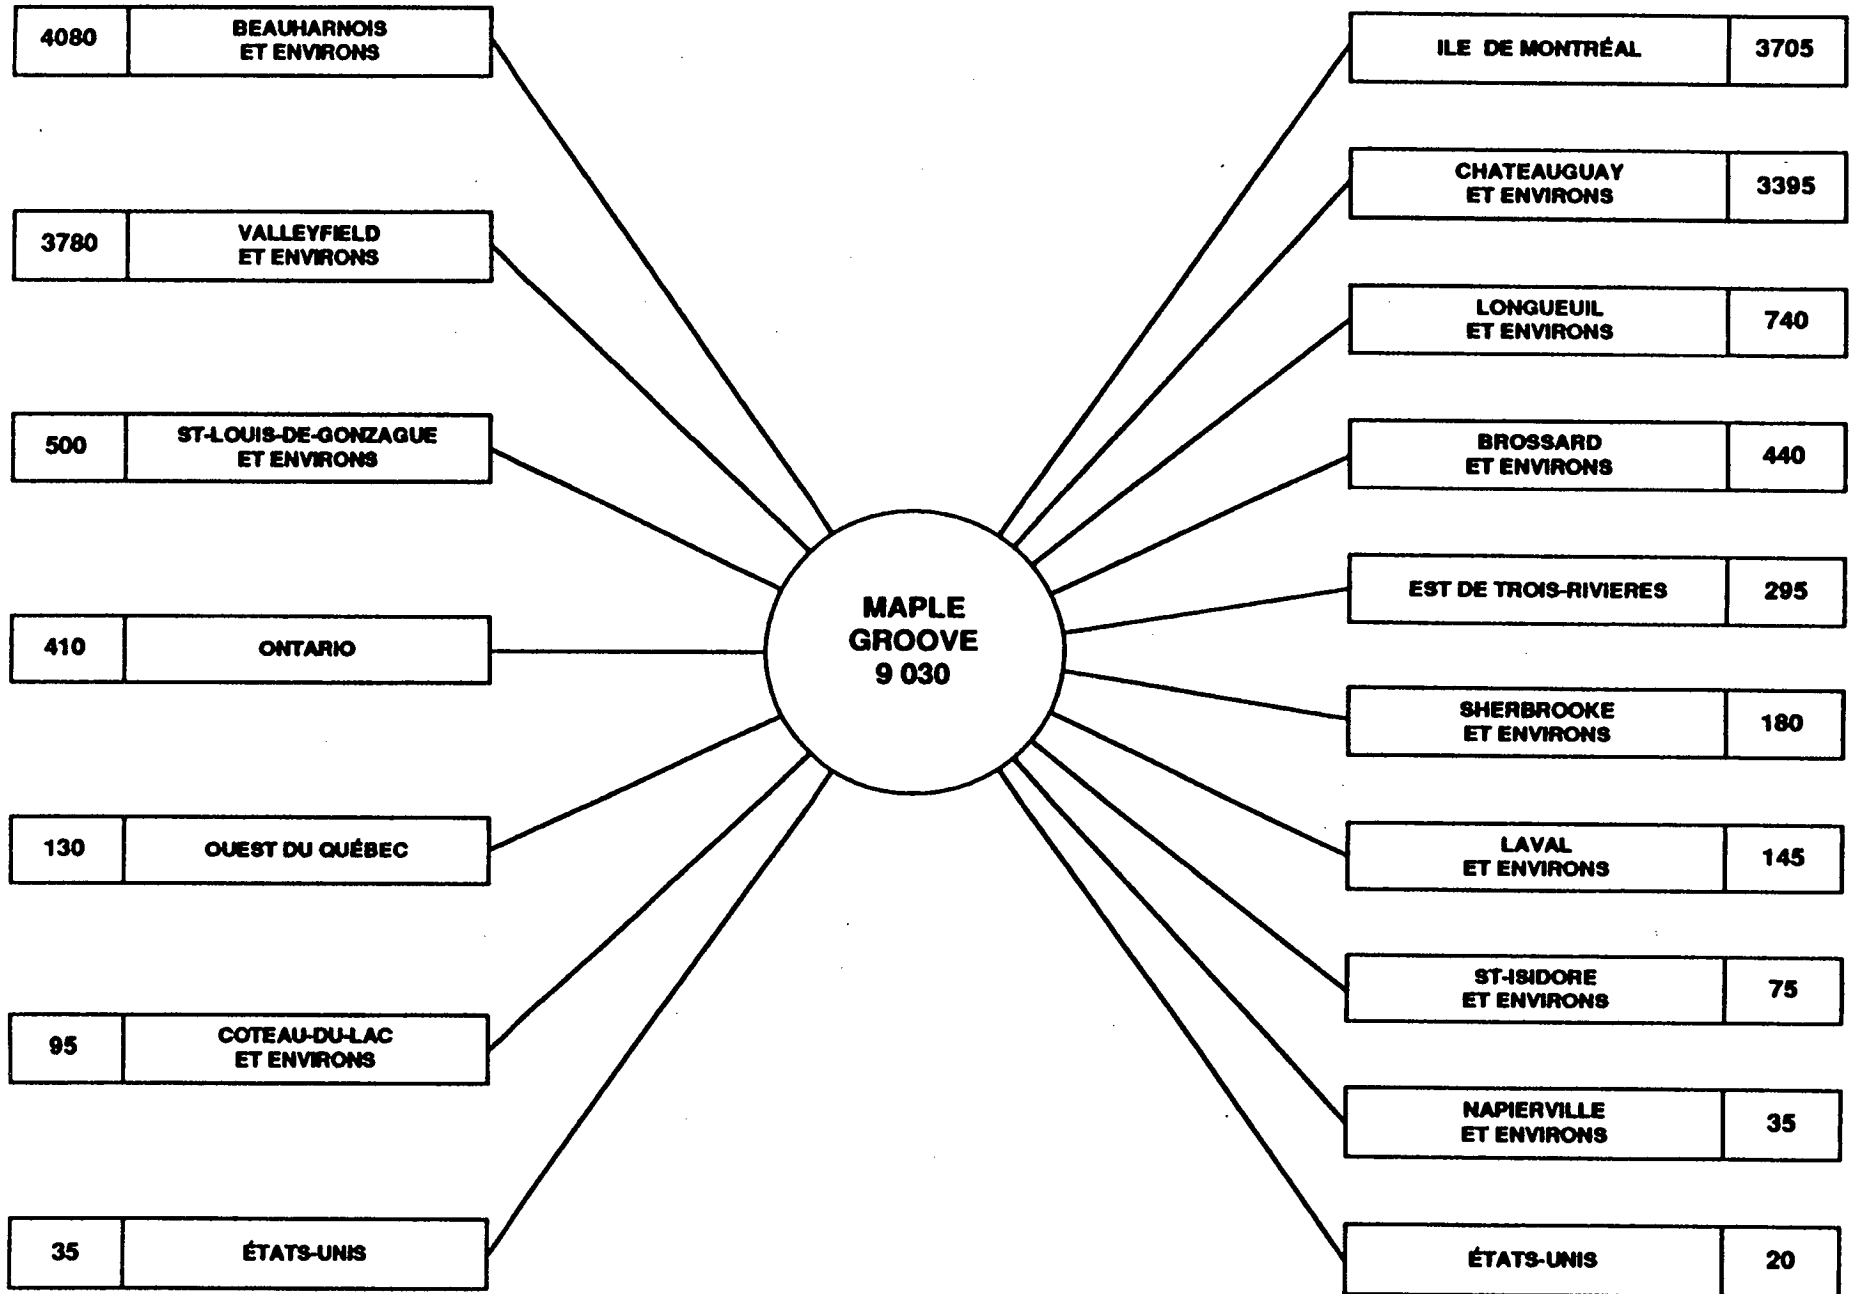 4080
BEAUHARNOIS
ET ENVIRONS
3780
VALLEYFIELD
ET ENVIRONS
500
ST-LOUIS-DE-GONZAGUE
ET ENVIRONS
410
ONTARIO
130
OUEST DU QUÉBEC
95
COTEAU-DU-LAC
ET ENVIRONS
35
ÉTATS-UNIS
MAPLE
GROOVE
9 030
ILE DE MONTRÉAL
3705
CHATEAUGUAY
ET ENVIRONS
3395
LONGUEUIL
ET ENVIRONS
740
BROSSARD
ET ENVIRONS
440
EST DE TROIS-RIVIERES
295
SHERBROOKE
ET ENVIRONS
180
LAVAL
ET ENVIRONS
145
ST-ISIDORE
ET ENVIRONS
75
NAPIERVILLE
ET ENVIRONS
35
ÉTATS-UNIS
20